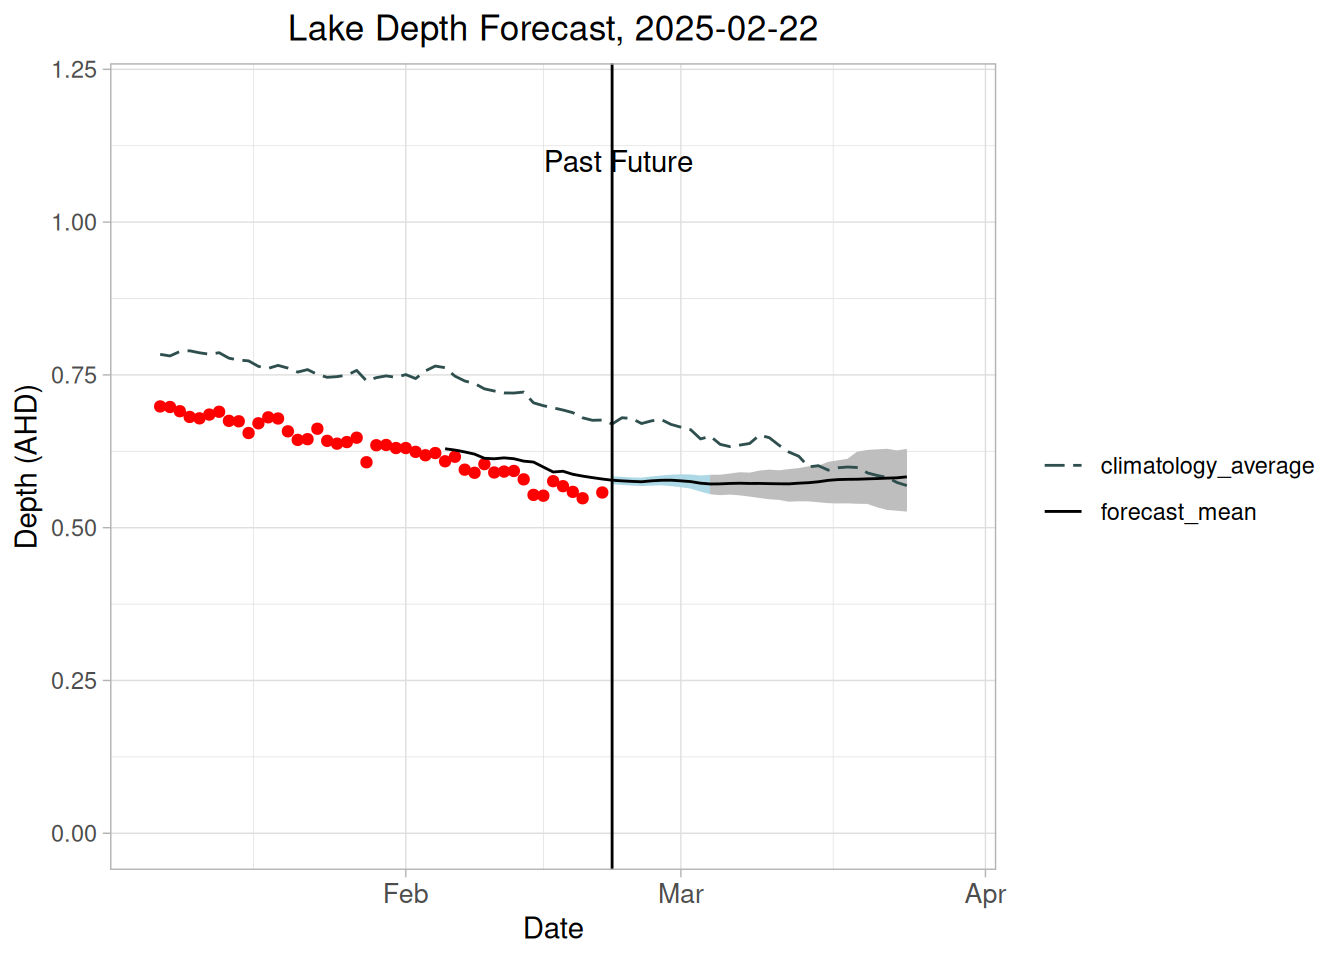 Lake Depth Forecast, 2025-02-22
1.25
Past Future
1.00
0.75
0.50
0.25
0.00
Depth (AHD)
Feb Mar Apr
Date
climatology_average
forecast_mean